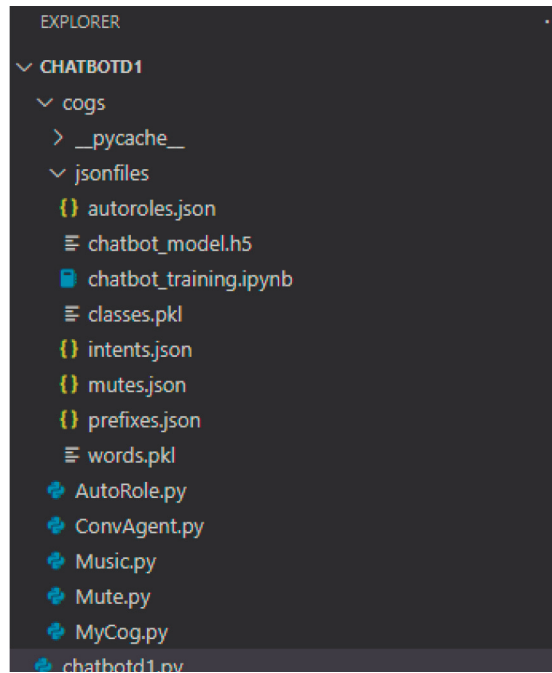 EXPLORER
CHATBOTD1
cogs
__pycache__
jsonfiles
{} autoroles.json
chatbot_model.h5
chatbot_training.ipynb
classes.pkl
{} intents.json
{} mutes.json
{} prefixes.json
words.pkl
AutoRole.py
ConvAgent.py
Music.py
Mute.py
MyCog.py
chatbotd1.py